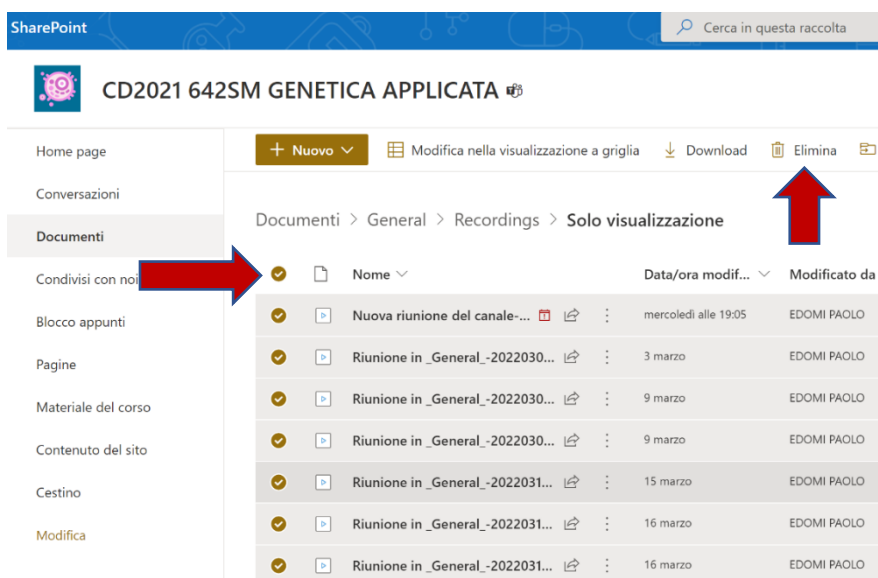 SharePoint
Cerca in questa raccolta
CD2021 642SM GENETICA APPLICATA
Home page
Nuovo Modifica nella visualizzazione a griglia Download Elimina
Conversazioni
Documenti > General > Recordings > Solo visualizzazione
Documenti
Condivisi con noi
Nome Data/ora modif... Modificato da
Blocco appunti
Nuova riunione del canale-... mercoledì alle 19:05 EDOMI PAOLO
Pagine
Riunione in _General_-2022030... 3 marzo EDOMI PAOLO
Materiale del corso
Riunione in _General_-2022030... 9 marzo EDOMI PAOLO
Contenuto del sito
Riunione in _General_-2022030... 9 marzo EDOMI PAOLO
Cestino
Riunione in _General_-2022031... 15 marzo EDOMI PAOLO
Modifica
Riunione in _General_-2022031... 16 marzo EDOMI PAOLO
Riunione in _General_-2022031... 16 marzo EDOMI PAOLO